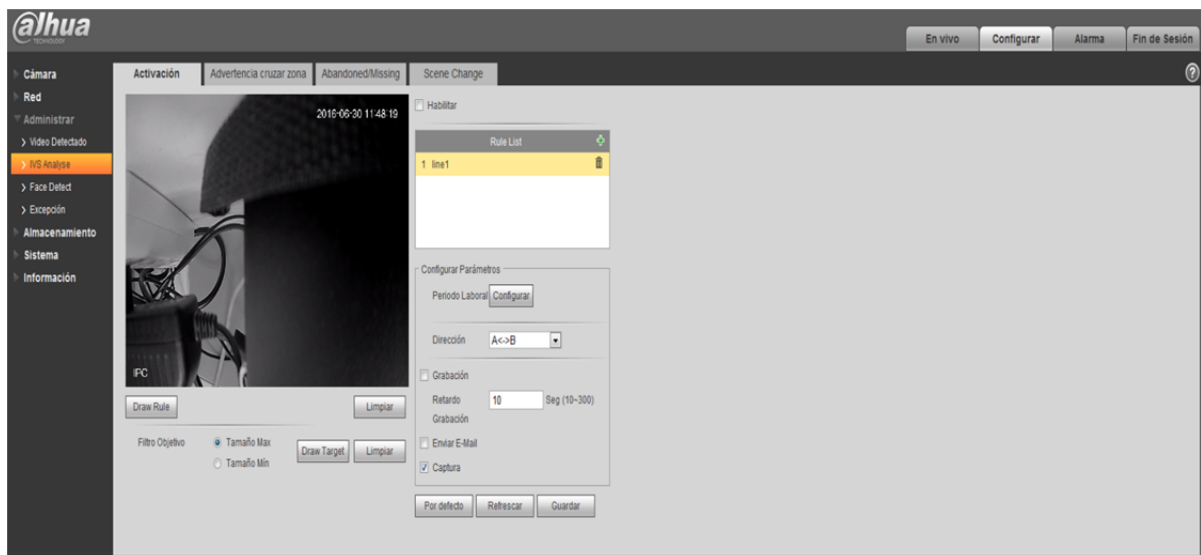 alhua
TECHNOLOGY
En vivo
Configurar
Alarma
Fin de Sesión
Cámara
Red
Administrar
Video Detectado
IVS Analyse
Face Detect
Excepción
Almacenamiento
Sistema
Información
Activación
Advertencia cruzar zona
Abandoned/Missing
Scene Change
2016-06-30 11:48:19
IPC
Draw Rule
Limpiar
Filtro Objetivo
Tamaño Max
Tamaño Mín
Draw Target
Limpiar
Habilitar
Rule List
1 line1
Configurar Parámetros
Periodo Laboral
Configurar
Dirección
A<->B
Grabación
Retardo
Grabación
10
Seg (10~300)
Enviar E-Mail
Captura
Por defecto
Refrescar
Guardar